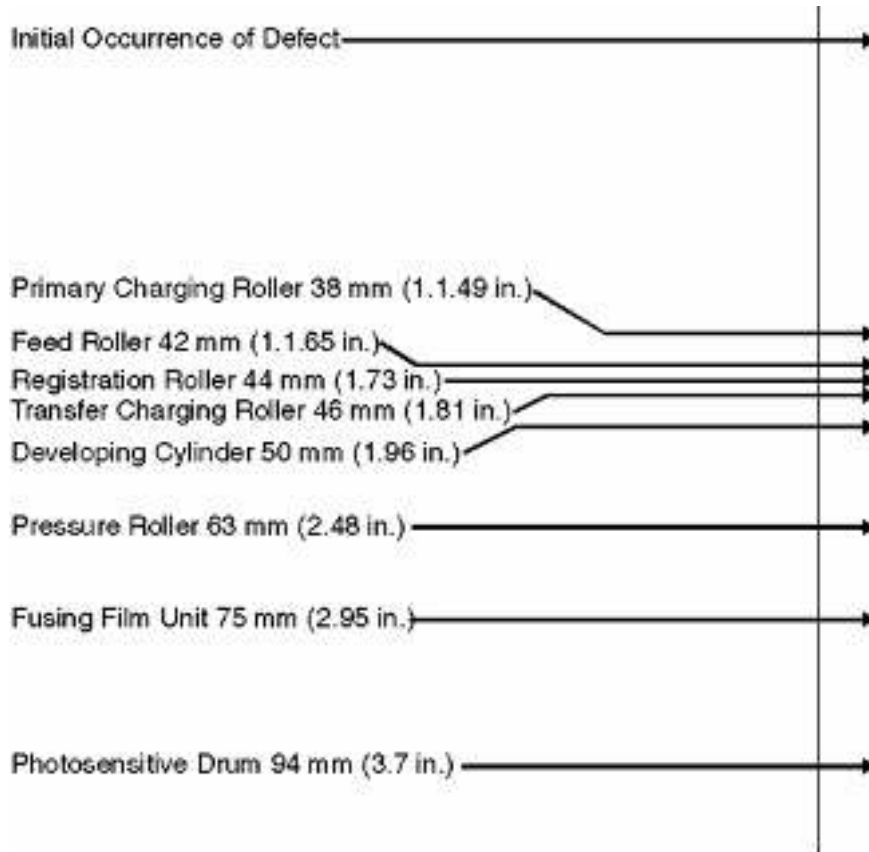 Initial Occurrence of Defect
Primary Charging Roller 38 mm (1.1.49 in.)
Feed Roller 42 mm (1.1.65 in.)
Registration Roller 44 mm (1.73 in.)
Transfer Charging Roller 46 mm (1.81 in.)
Developing Cylinder 50 mm (1.96 in.)
Pressure Roller 63 mm (2.48 in.)
Fusing Film Unit 75 mm (2.95 in.)
Photosensitive Drum 94 mm (3.7 in.)